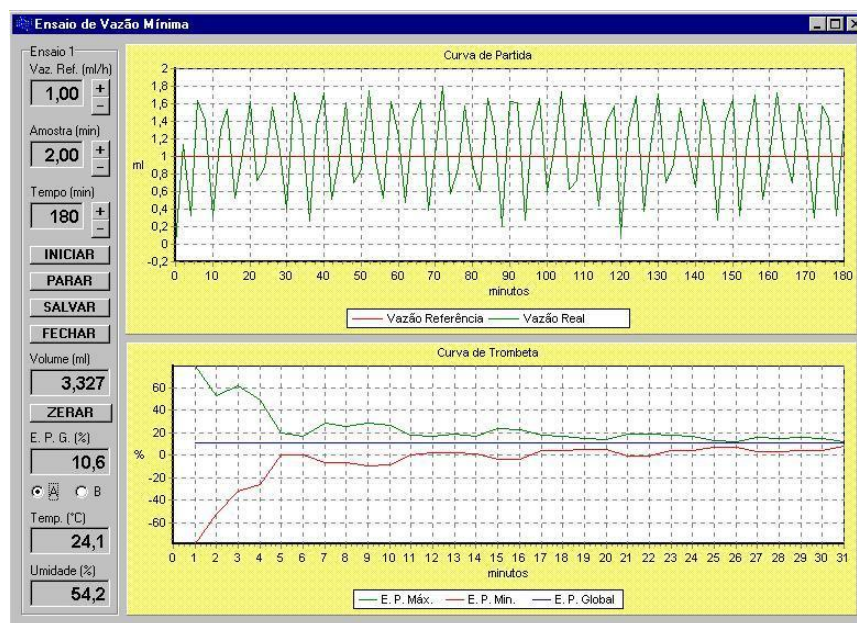 Ensaio de Vazão Mínima
Ensaio 1
Vaz. Ref. (ml/h)
1,00
+
-
Amostra (min)
2,00
+
-
Tempo (min)
180
+
-
INICIAR
PARAR
SALVAR
FECHAR
Volume (ml)
3,327
ZERAR
E. P. G. (%)
10,6
A B
Temp. (°C)
24,1
Umidade (%)
54,2
Curva de Partida
2
1,8
1,6
1,4
1,2
1
0,8
0,6
0,4
0,2
0
-0,2
ml
0 10 20 30 40 50 60 70 80 90 100 110 120 130 140 150 160 170 180
minutos
Vazão Referência Vazão Real
Curva de Trombeta
60
40
20
0
-20
-40
-60
%
0 1 2 3 4 5 6 7 8 9 10 11 12 13 14 15 16 17 18 19 20 21 22 23 24 25 26 27 28 29 30 31
minutos
E. P. Máx. E. P. Min. E. P. Global